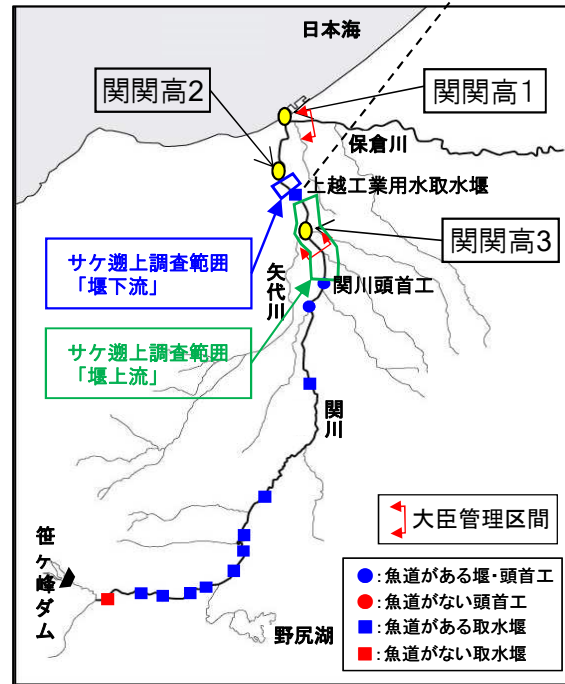 日本海
関関高2
関関高1
保倉川
上越工業用水取水堰
関関高3
サケ遡上調査範囲
「堰下流」
矢代川
関川頭首工
サケ遡上調査範囲
「堰上流」
関川
大臣管理区間
笹ヶ峰ダム
野尻湖
:魚道がある堰・頭首工
:魚道がない頭首工
:魚道がある取水堰
:魚道がない取水堰